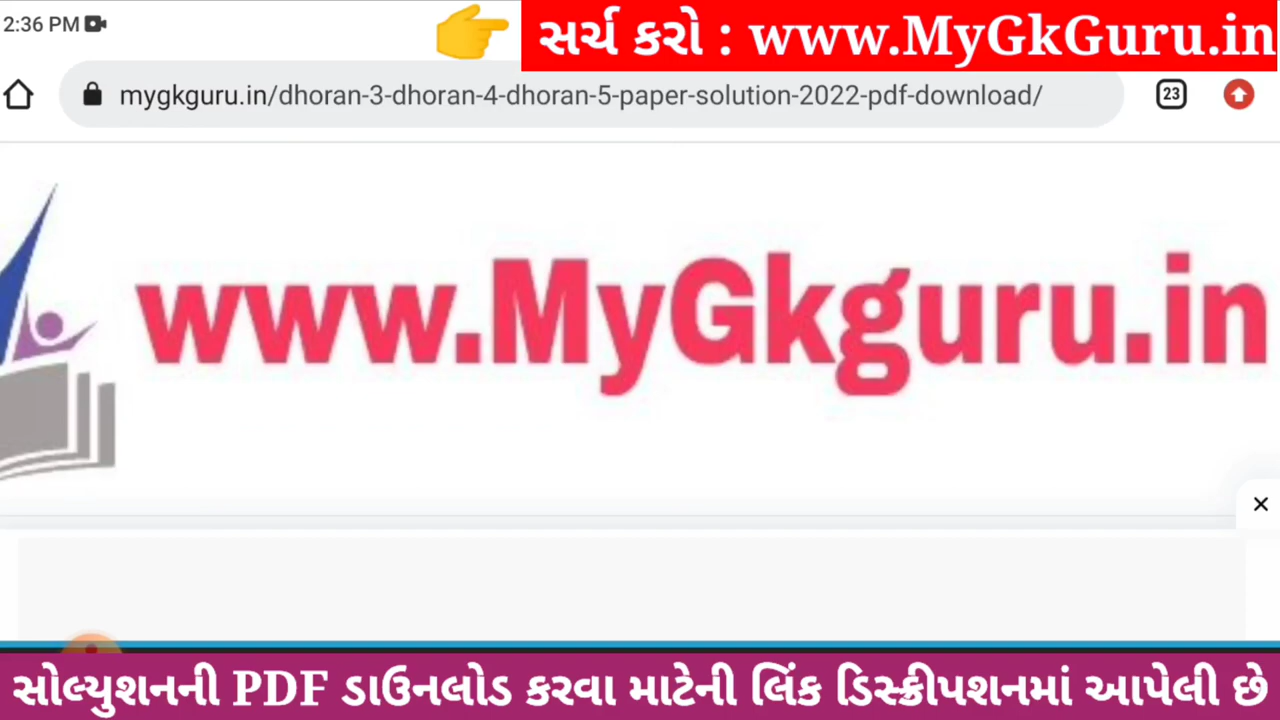 2:36 PM
સર્ચ કરો : www.MyGkGuru.in
mygkguru.in/dhoran-3-dhoran-4-dhoran-5-paper-solution-2022-pdf-download/
23
www.MyGkguru.in
સોલ્યુશનની PDF ડાઉનલોડ કરવા માટેની લિંક ડિસ્ક્રીપશનમાં આપેલી છે